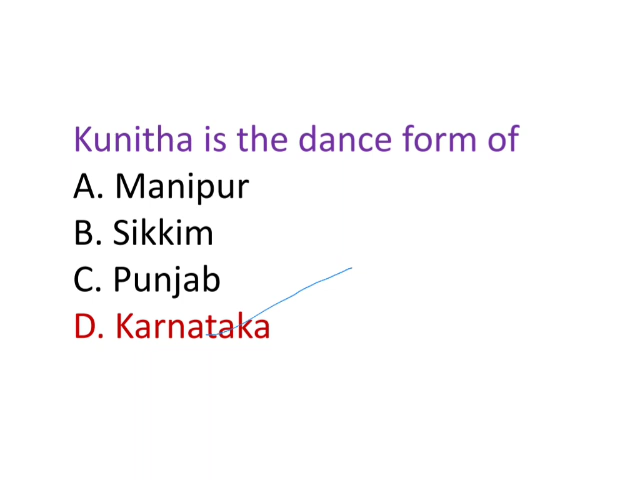 Kunitha is the dance form of
A. Manipur
B. Sikkim
C. Punjab
D. Karnataka